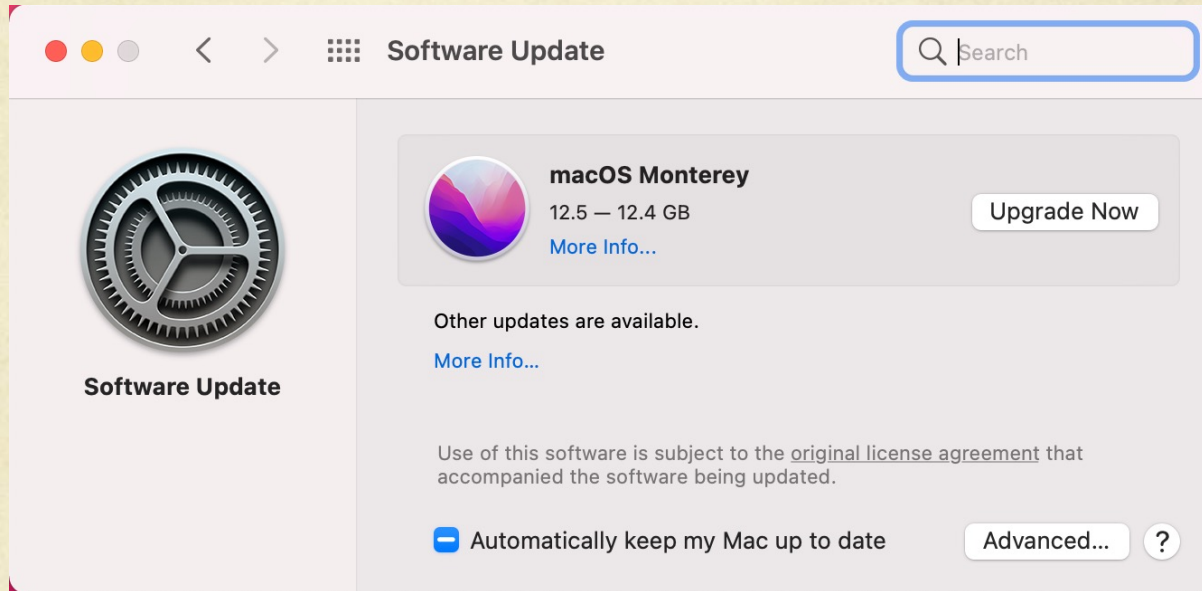 Software Update
Search
macOS Monterey
12.5 — 12.4 GB
More Info...
Upgrade Now
Other updates are available.
More Info...
Software Update
Use of this software is subject to the original license agreement that
accompanied the software being updated.
Automatically keep my Mac up to date
Advanced...
?